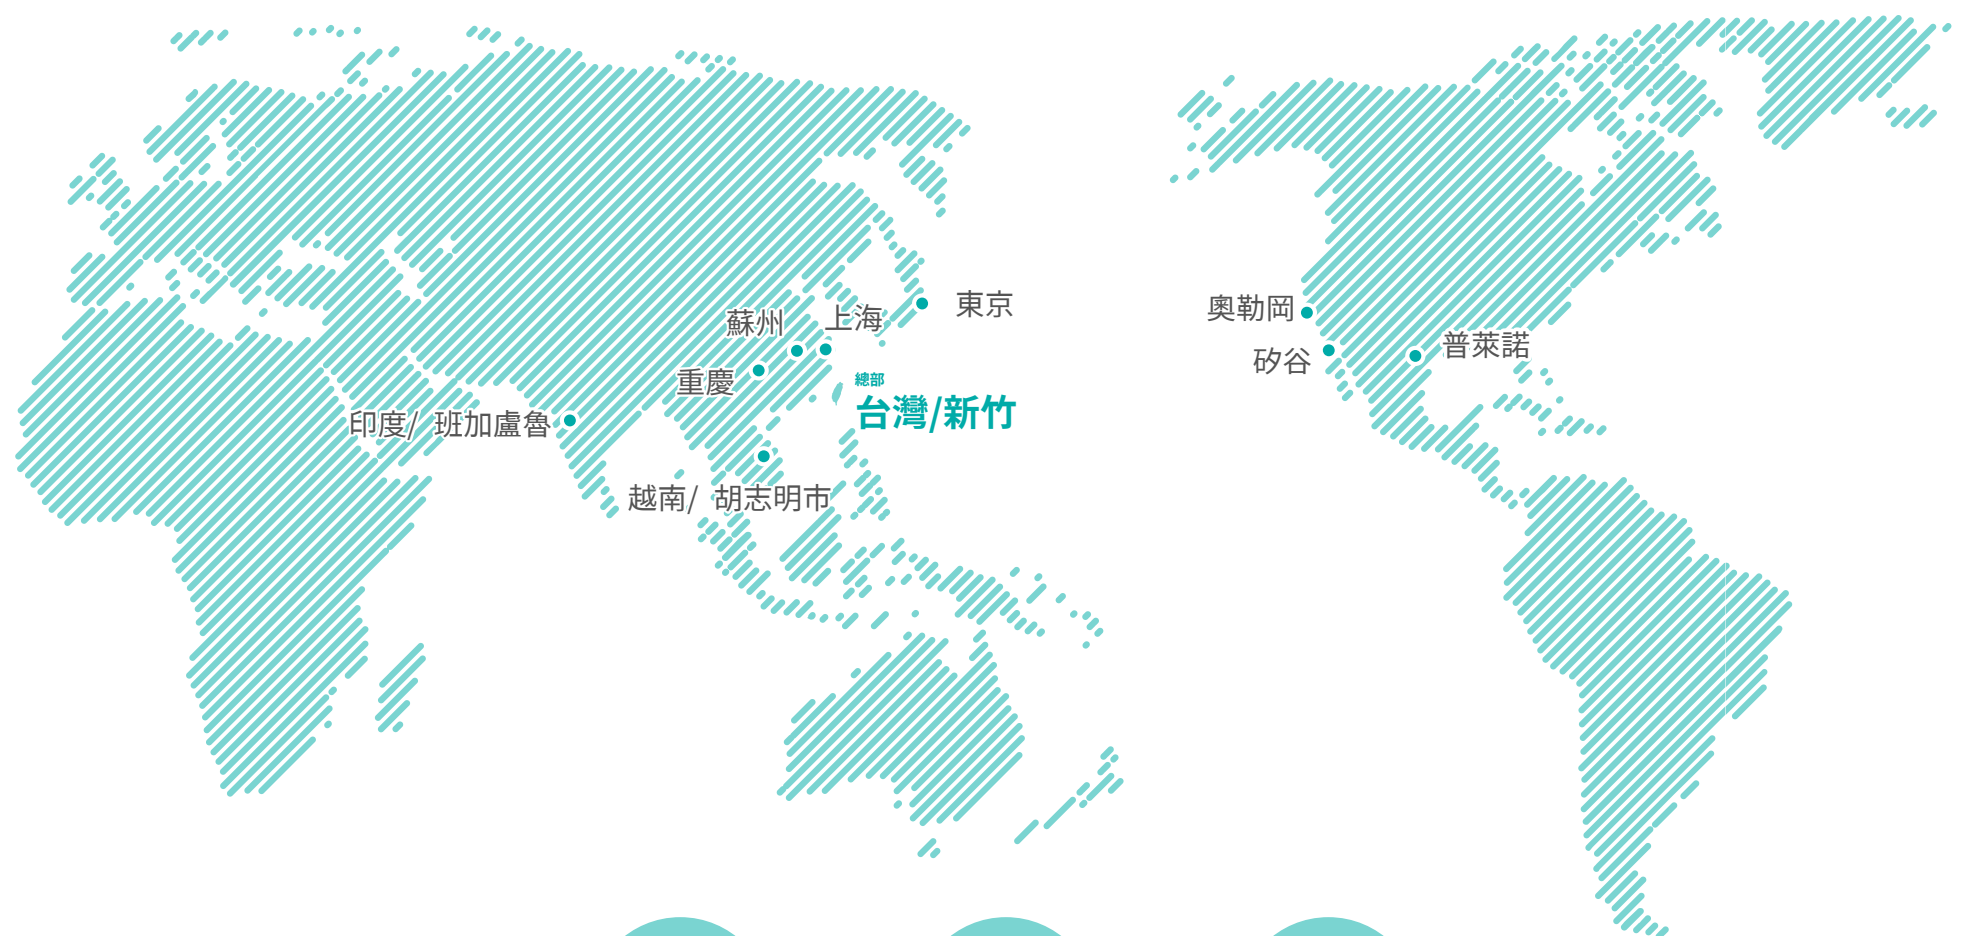 東京
奧勒岡
上海
蘇州
普萊諾
矽谷
重慶
總部
台灣/新竹
印度/ 班加盧魯
越南/ 胡志明市